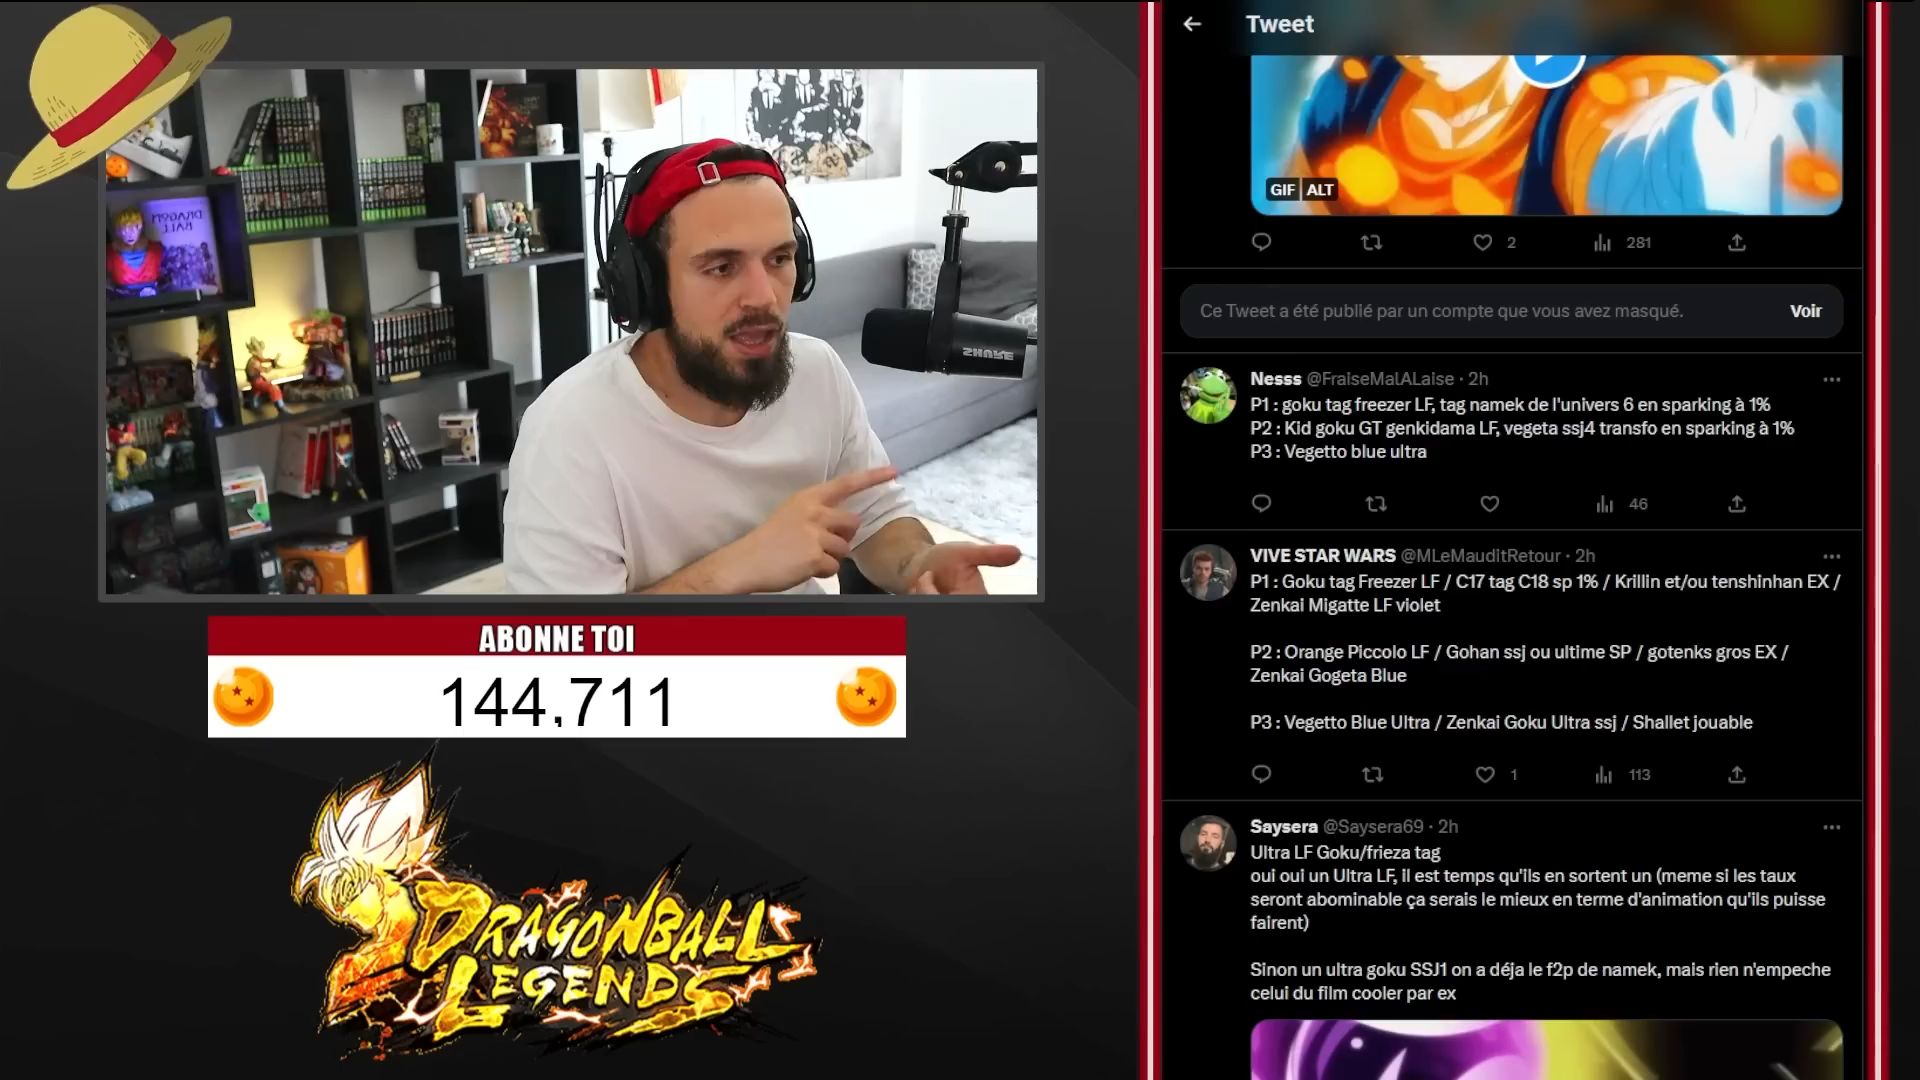 SHURE
ABONNE TOI
144,711
DRAGONBALL
LEGENDS
Tweet
GIF ALT
2
281
Ce Tweet a été publié par un compte que vous avez masqué.
Voir
Nesss @FraiseMalALaise · 2h
P1 : goku tag freezer LF, tag namek de l'univers 6 en sparking à 1%
P2 : Kid goku GT genkidama LF, vegeta ssj4 transfo en sparking à 1%
P3 : Vegetto blue ultra
46
VIVE STAR WARS @MLeMauditRetour · 2h
P1 : Goku tag Freezer LF / C17 tag C18 sp 1% / Krillin et/ou tenshinhan EX /
Zenkai Migatte LF violet
P2 : Orange Piccolo LF / Gohan ssj ou ultime SP / gotenks gros EX /
Zenkai Gogeta Blue
P3 : Vegetto Blue Ultra / Zenkai Goku Ultra ssj / Shallet jouable
1
113
Saysera @Saysera69 · 2h
Ultra LF Goku/frieza tag
oui oui un Ultra LF, il est temps qu'ils en sortent un (meme si les taux
seront abominable ça serais le mieux en terme d'animation qu'ils puisse
fairent)
Sinon un ultra goku SSJ1 on a déja le f2p de namek, mais rien n'empeche
celui du film cooler par ex